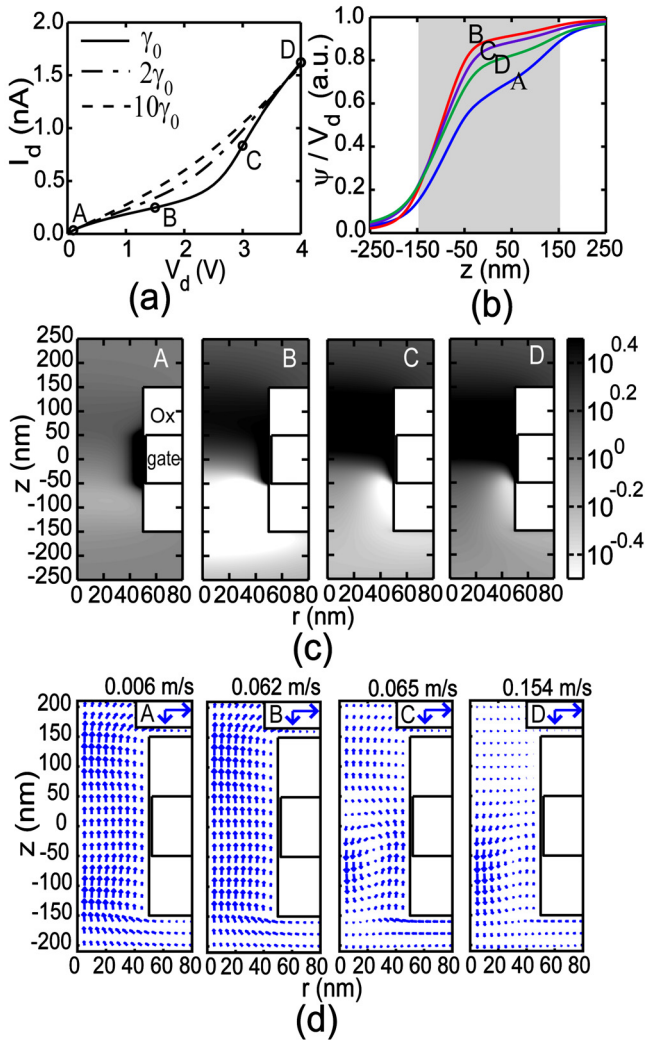 γ0
2γ0
10γ0
A
B
C
D
0.0
0.5
1.0
1.5
2.0
0 1 2 3 4
Vd (V)
Id (nA)
(a)
B
C
D
A
0.0
0.2
0.4
0.6
0.8
1.0
-250 -150 -50 50 150 250
z (nm)
ψ / Vd (a.u.)
(b)
250
200
150
100
50
0
-50
-100
-150
-200
-250
z (nm)
A
Ox
gate
B
C
D
10^0.4
10^0.2
10^0
10^-0.2
10^-0.4
0 20 40 60 80
0 20 40 60 80
0 20 40 60 80
0 20 40 60 80
r (nm)
(c)
0.006 m/s
0.062 m/s
0.065 m/s
0.154 m/s
A
B
C
D
200
150
100
50
0
-50
-100
-150
-200
z (nm)
0 20 40 60 80
0 20 40 60 80
0 20 40 60 80
0 20 40 60 80
r (nm)
(d)